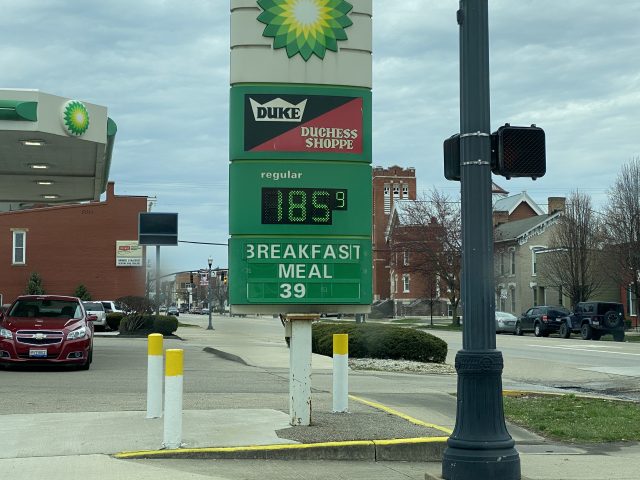 DUKE
DUCHESS
SHOPPE
regular
185 9
BREAKFAST
MEAL
39